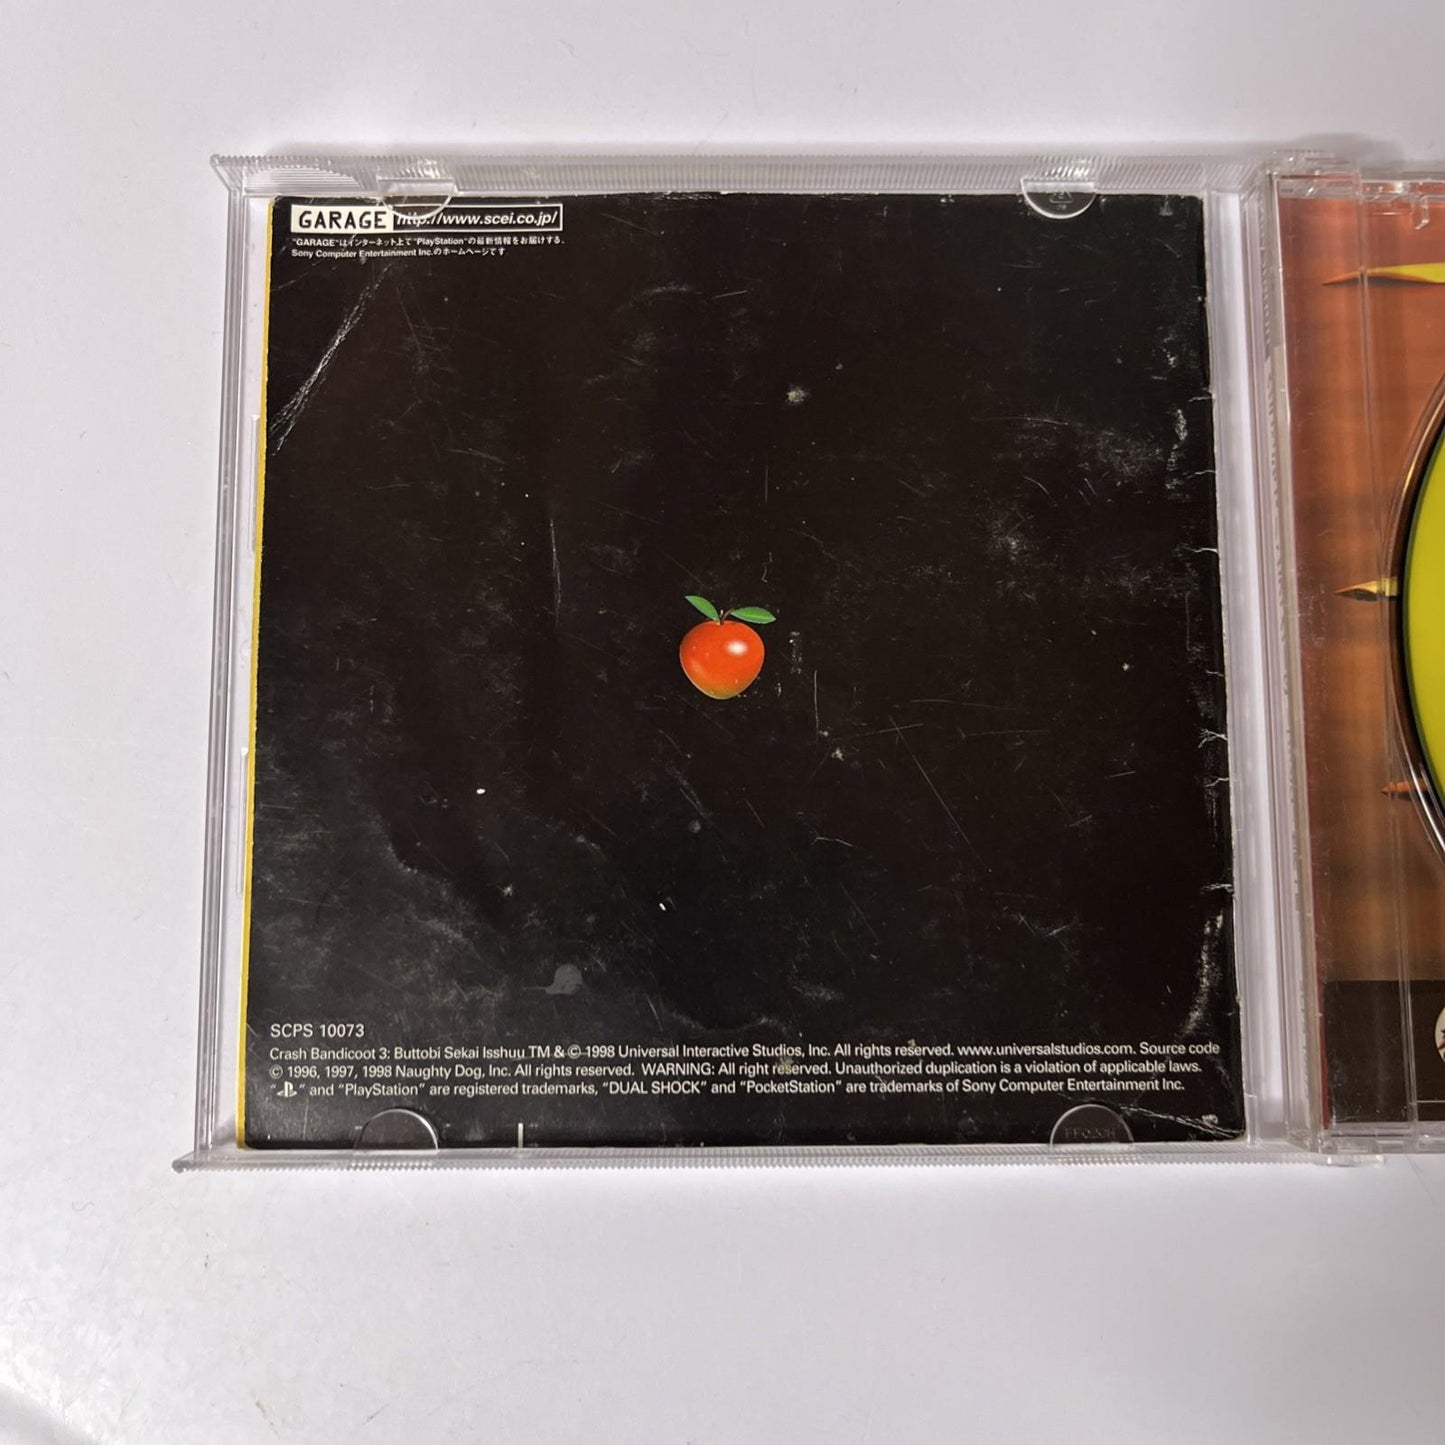 GARAGE http://www.scei.co.jp/
"GARAGE"はインターネット上で"PlayStation"の最新情報をお届けする、
Sony Computer Entertainment Inc.のホームページです
SCPS 10073
Crash Bandicoot 3: Buttobi Sekai Isshuu TM & © 1998 Universal Interactive Studios, Inc. All rights reserved. www.universalstudios.com. Source code
© 1996, 1997, 1998 Naughty Dog, Inc. All rights reserved. WARNING: All right reserved. Unauthorized duplication is a violation of applicable laws.
" " and "PlayStation" are registered trademarks, "DUAL SHOCK" and "PocketStation" are trademarks of Sony Computer Entertainment Inc.